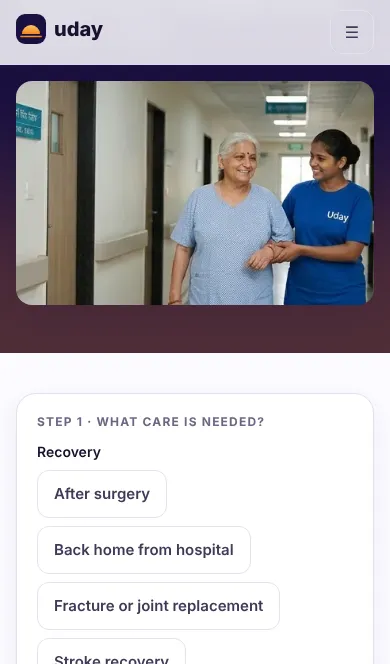 uday
☰
Uday
STEP 1 · WHAT CARE IS NEEDED?
Recovery
After surgery
Back home from hospital
Fracture or joint replacement
Stroke recovery